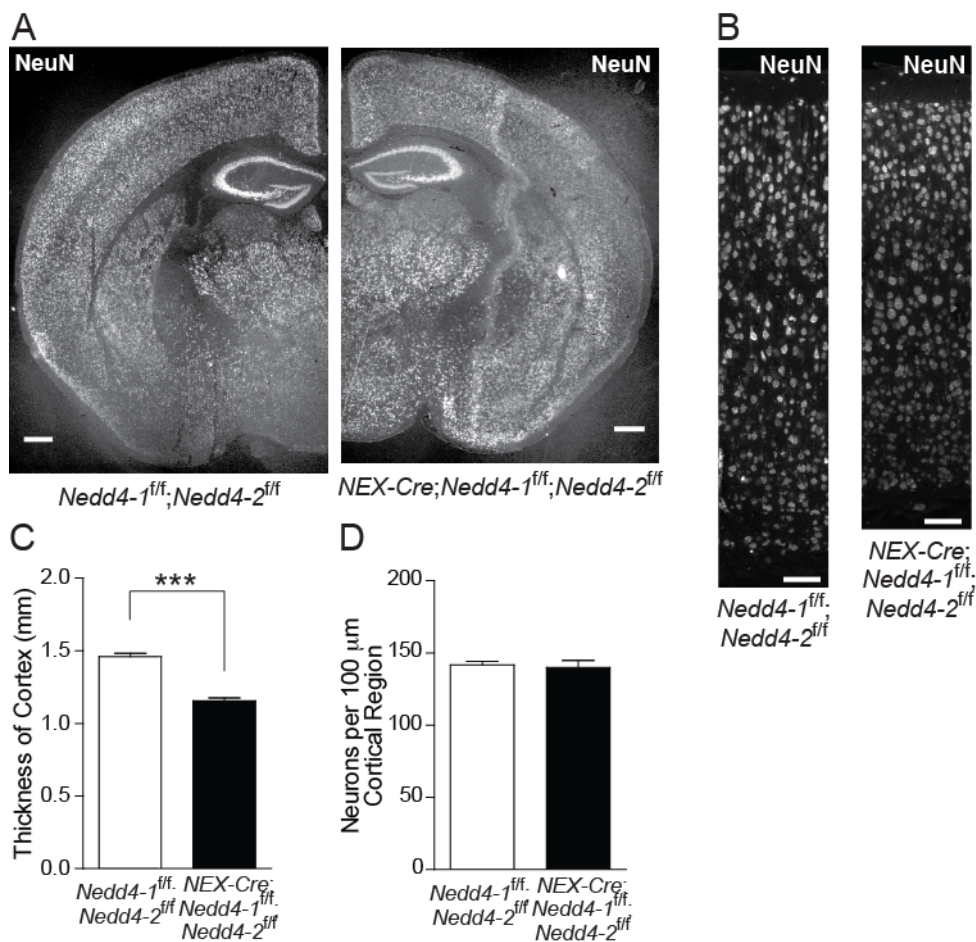 A
B
NeuN
NeuN
NeuN
NeuN
Nedd4-1f/f;Nedd4-2f/f
NEX-Cre;Nedd4-1f/f;Nedd4-2f/f
Nedd4-1f/f;
Nedd4-2f/f
NEX-Cre;
Nedd4-1f/f;
Nedd4-2f/f
C
Thickness of Cortex (mm)
2.0
1.5
1.0
0.5
0.0
***
Nedd4-1f/f;
Nedd4-2f/f
NEX-Cre;
Nedd4-1f/f;
Nedd4-2f/f
D
Neurons per 100 µm
Cortical Region
200
150
100
50
0
Nedd4-1f/f;
Nedd4-2f/f
NEX-Cre;
Nedd4-1f/f;
Nedd4-2f/f